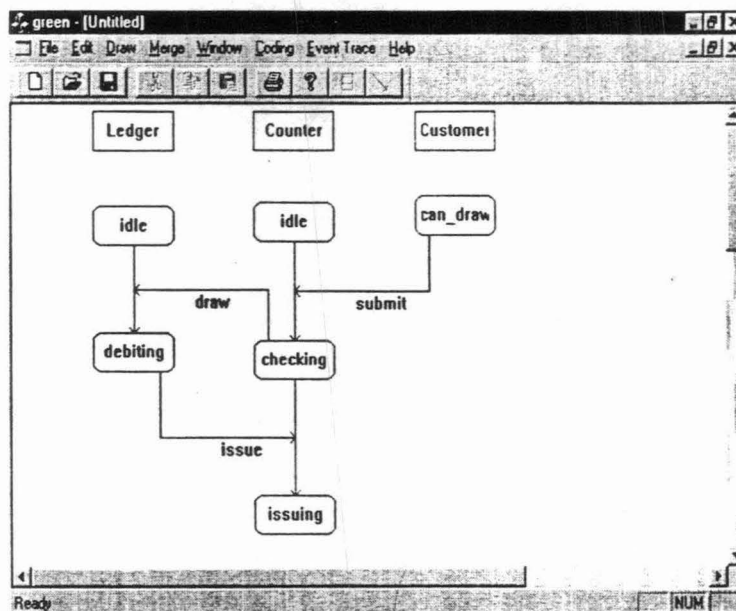 green - [Untitled]
File Edit Draw Merge Window Coding Event Trace Help
Ledger Counter Customer
idle idle can_draw
draw submit
debiting checking
issue
issuing
Ready NUM